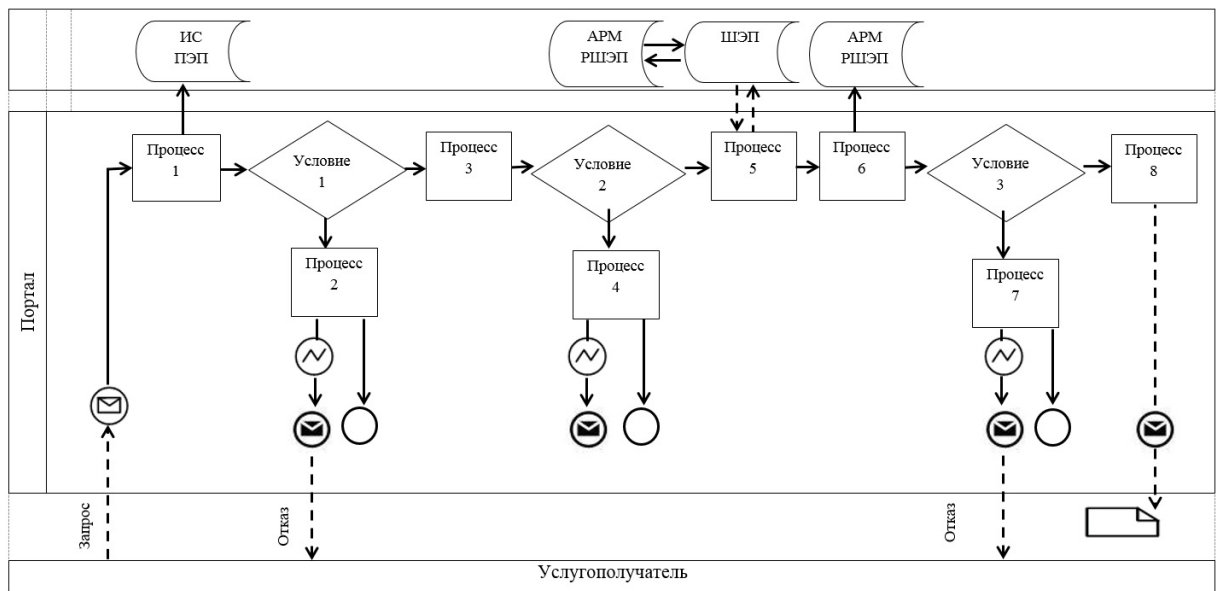 ИС
ПЭП
АРМ
РШЭП
ШЭП
АРМ
РШЭП
Процесс
1
Условие
1
Процесс
3
Условие
2
Процесс
5
Процесс
6
Условие
3
Процесс
8
Процесс
2
Процесс
4
Процесс
7
Портал
Запрос
Отказ
Отказ
Услугополучатель